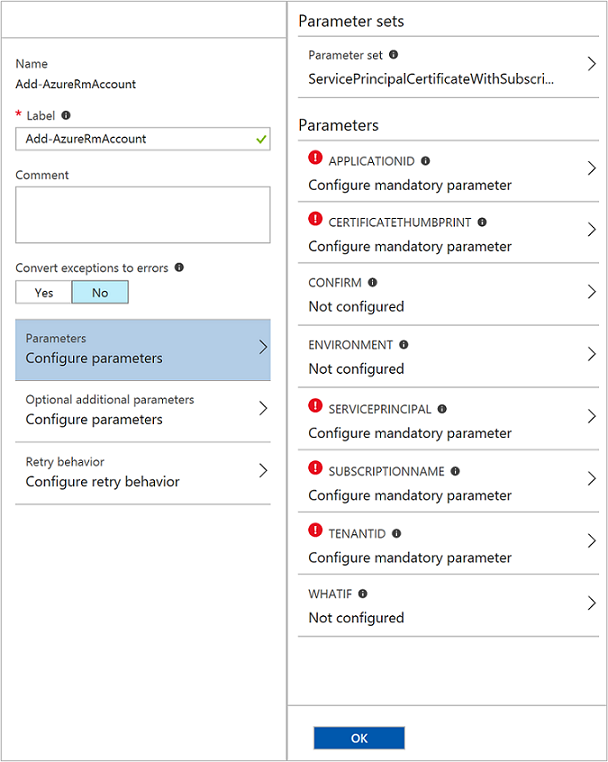 Name
Add-AzureRmAccount
* Label
Add-AzureRmAccount
Comment
Convert exceptions to errors
Yes No
Parameters
Configure parameters
Optional additional parameters
Configure parameters
Retry behavior
Configure retry behavior
Parameter sets
Parameter set
ServicePrincipalCertificateWithSubscri...
Parameters
APPLICATIONID
Configure mandatory parameter
CERTIFICATETHUMBPRINT
Configure mandatory parameter
CONFIRM
Not configured
ENVIRONMENT
Not configured
SERVICEPRINCIPAL
Configure mandatory parameter
SUBSCRIPTIONNAME
Configure mandatory parameter
TENANTID
Configure mandatory parameter
WHATIF
Not configured
OK